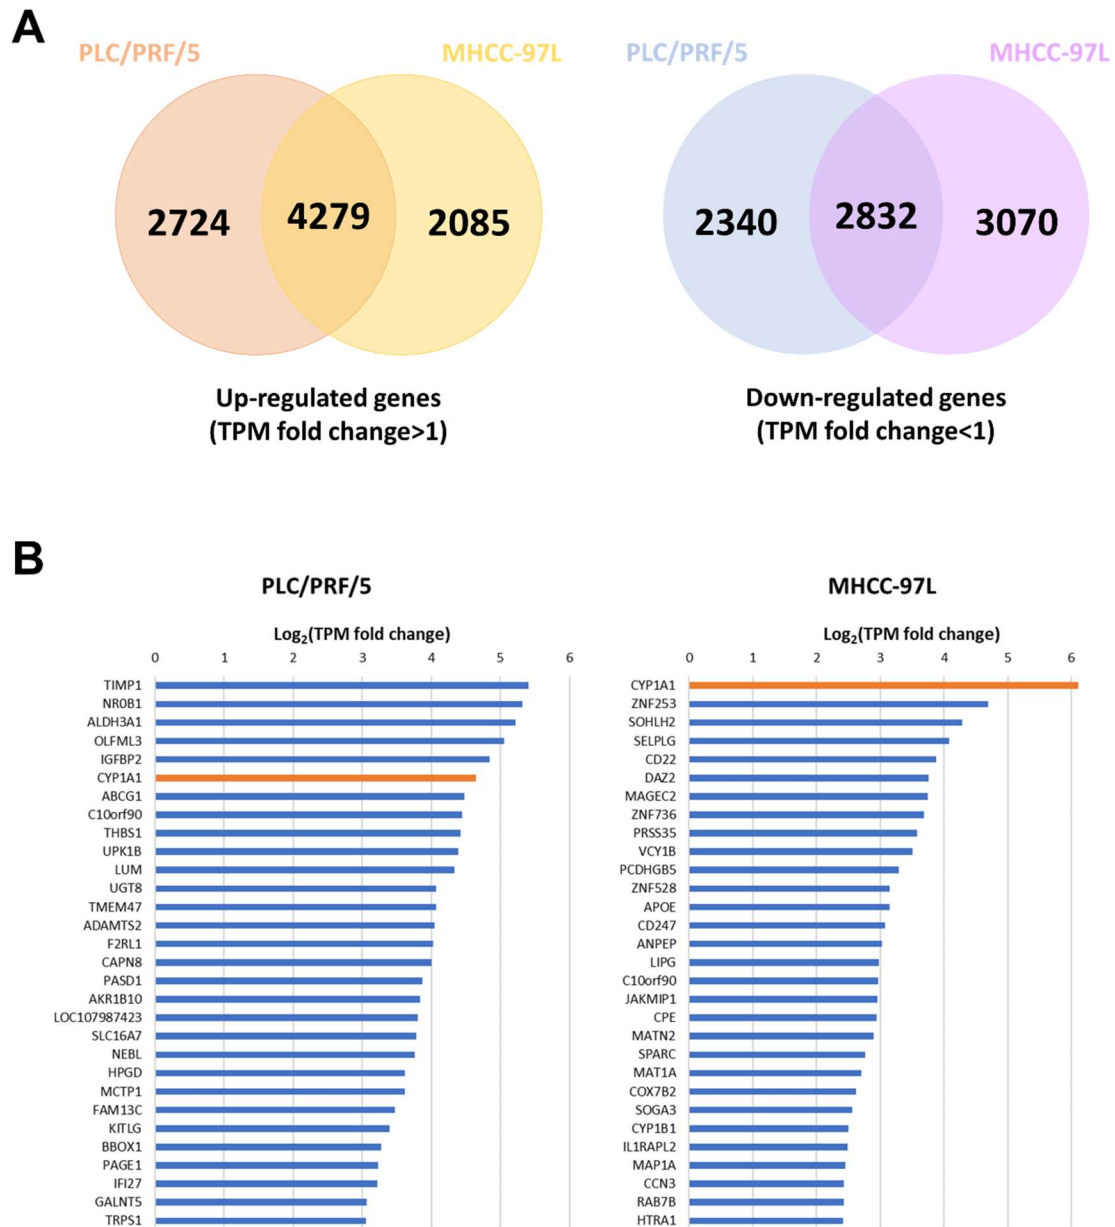 A
PLC/PRF/5
MHCC-97L
2724
4279
2085
Up-regulated genes
(TPM fold change>1)
PLC/PRF/5
MHCC-97L
2340
2832
3070
Down-regulated genes
(TPM fold change<1)
B
PLC/PRF/5
Log2(TPM fold change)
0 1 2 3 4 5 6
TIMP1
NR0B1
ALDH3A1
OLFML3
IGFBP2
CYP1A1
ABCG1
C10orf90
THBS1
UPK1B
LUM
UGT8
TMEM47
ADAMTS2
F2RL1
CAPN8
PASD1
AKR1B10
LOC107987423
SLC16A7
NEBL
HPGD
MCTP1
FAM13C
KITLG
BBOX1
PAGE1
IFI27
GALNT5
TRPS1
MHCC-97L
Log2(TPM fold change)
0 1 2 3 4 5 6
CYP1A1
ZNF253
SOHLH2
SELPLG
CD22
DAZ2
MAGEC2
ZNF736
PRSS35
VCY1B
PCDHGB5
ZNF528
APOE
CD247
ANPEP
LIPG
C10orf90
JAKMIP1
CPE
MATN2
SPARC
MAT1A
COX7B2
SOGA3
CYP1B1
IL1RAPL2
MAP1A
CCN3
RAB7B
HTRA1